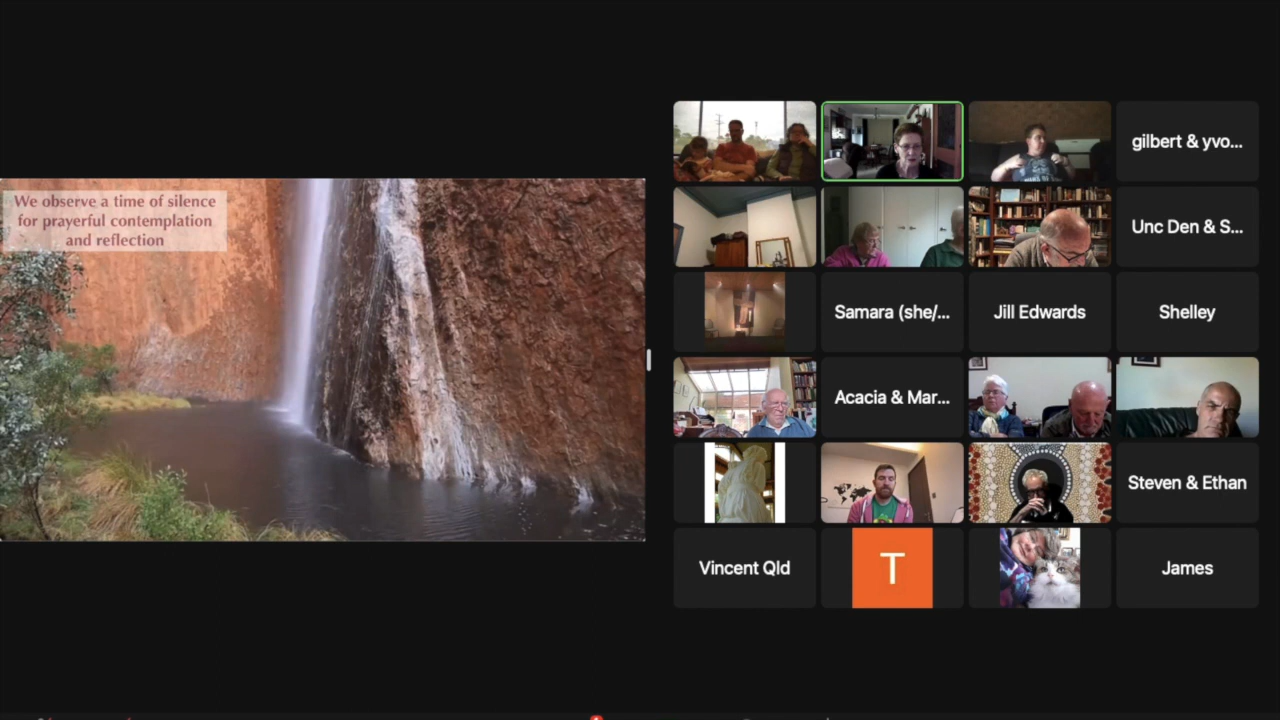 We observe a time of silence
for prayerful contemplation
and reflection
gilbert & yvo...
Unc Den & S...
Samara (she/...
Jill Edwards
Shelley
Acacia & Mar...
Steven & Ethan
Vincent Qld
T
James